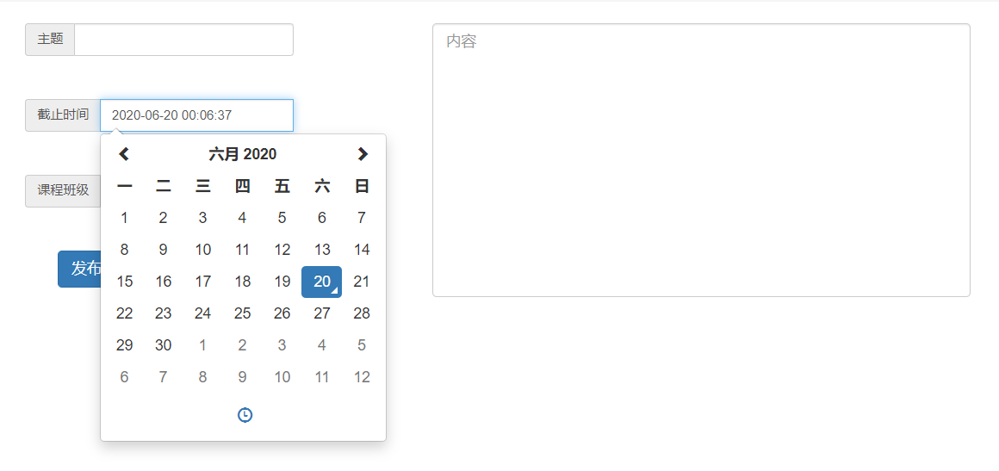 主题
内容
截止时间
2020-06-20 00:06:37
六月 2020
一 二 三 四 五 六 日
1 2 3 4 5 6 7
8 9 10 11 12 13 14
15 16 17 18 19 20 21
22 23 24 25 26 27 28
29 30 1 2 3 4 5
6 7 8 9 10 11 12
课程班级
发布